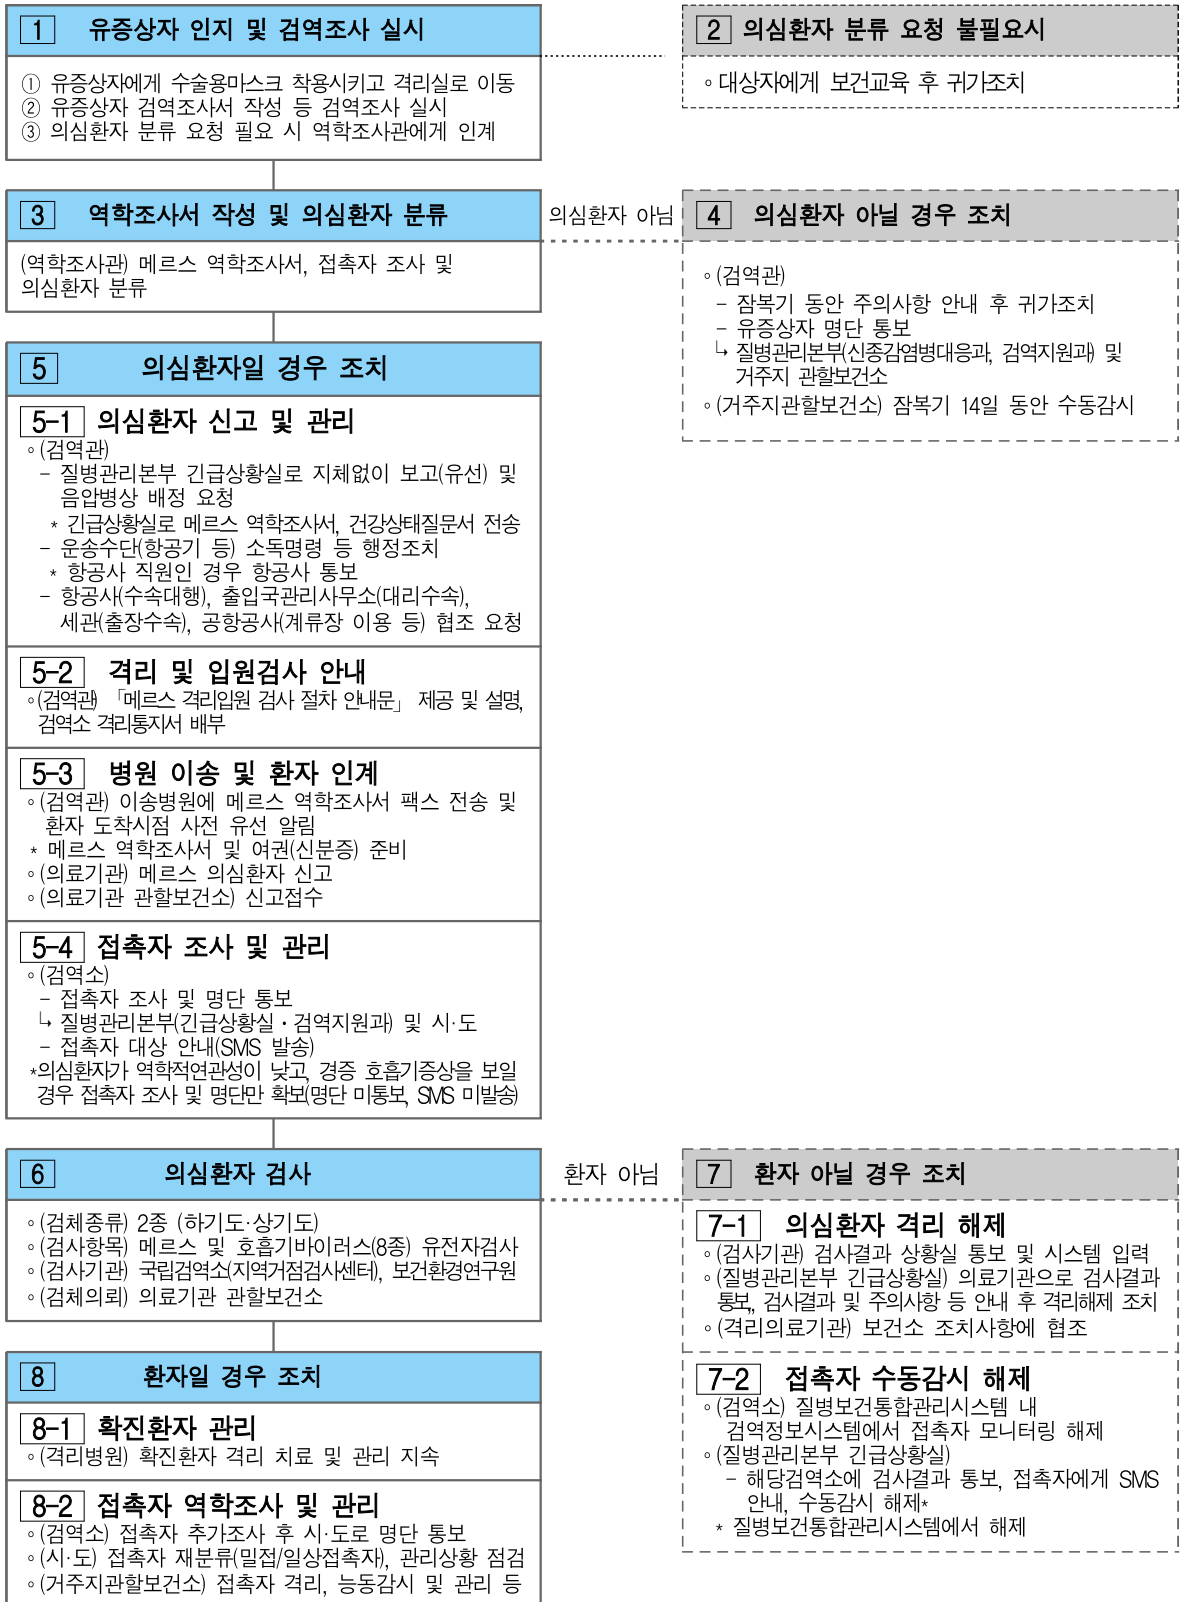 1 유증상자 인지 및 검역조사 실시
① 유증상자에게 수술용마스크 착용시키고 격리실로 이동
② 유증상자 검역조사서 작성 등 검역조사 실시
③ 의심환자 분류 요청 필요 시 역학조사관에게 인계
2 의심환자 분류 요청 불필요시
◦대상자에게 보건교육 후 귀가조치
3 역학조사서 작성 및 의심환자 분류
(역학조사관) 메르스 역학조사서, 접촉자 조사 및
의심환자 분류
의심환자 아님
4 의심환자 아닐 경우 조치
◦(검역관)
- 잠복기 동안 주의사항 안내 후 귀가조치
- 유증상자 명단 통보
↳ 질병관리본부(신종감염병대응과, 검역지원과) 및
거주지 관할보건소
◦(거주지관할보건소) 잠복기 14일 동안 수동감시
5 의심환자일 경우 조치
5-1 의심환자 신고 및 관리
◦(검역관)
- 질병관리본부 긴급상황실로 지체없이 보고(유선) 및
음압병상 배정 요청
* 긴급상황실로 메르스 역학조사서, 건강상태질문서 전송
- 운송수단(항공기 등) 소독명령 등 행정조치
* 항공사 직원인 경우 항공사 통보
- 항공사(수속대행), 출입국관리사무소(대리수속),
세관(출장수속), 공항공사(계류장 이용 등) 협조 요청
5-2 격리 및 입원검사 안내
◦(검역관) 「메르스 격리입원 검사 절차 안내문」 제공 및 설명,
검역소 격리통지서 배부
5-3 병원 이송 및 환자 인계
◦(검역관) 이송병원에 메르스 역학조사서 팩스 전송 및
환자 도착시점 사전 유선 알림
* 메르스 역학조사서 및 여권(신분증) 준비
◦(의료기관) 메르스 의심환자 신고
◦(의료기관 관할보건소) 신고접수
5-4 접촉자 조사 및 관리
◦(검역소)
- 접촉자 조사 및 명단 통보
↳ 질병관리본부(긴급상황실·검역지원과) 및 시·도
- 접촉자 대상 안내(SMS 발송)
*의심환자가 역학적연관성이 낮고, 경증 호흡기증상을 보일
경우 접촉자 조사 및 명단만 확보(명단 미통보, SMS 미발송)
6 의심환자 검사
◦(검체종류) 2종 (하기도·상기도)
◦(검사항목) 메르스 및 호흡기바이러스(8종) 유전자검사
◦(검사기관) 국립검역소(지역거점검사센터), 보건환경연구원
◦(검체의뢰) 의료기관 관할보건소
환자 아님
7 환자 아닐 경우 조치
7-1 의심환자 격리 해제
◦(검사기관) 검사결과 상황실 통보 및 시스템 입력
◦(질병관리본부 긴급상황실) 의료기관으로 검사결과
통보, 검사결과 및 주의사항 등 안내 후 격리해제 조치
◦(격리의료기관) 보건소 조치사항에 협조
7-2 접촉자 수동감시 해제
◦(검역소) 질병보건통합관리시스템 내
검역정보시스템에서 접촉자 모니터링 해제
◦(질병관리본부 긴급상황실)
- 해당검역소에 검사결과 통보, 접촉자에게 SMS
안내, 수동감시 해제*
* 질병보건통합관리시스템에서 해제
8 환자일 경우 조치
8-1 확진환자 관리
◦(격리병원) 확진환자 격리 치료 및 관리 지속
8-2 접촉자 역학조사 및 관리
◦(검역소) 접촉자 추가조사 후 시·도로 명단 통보
◦(시·도) 접촉자 재분류(밀접/일상접촉자), 관리상황 점검
◦(거주지관할보건소) 접촉자 격리, 능동감시 및 관리 등